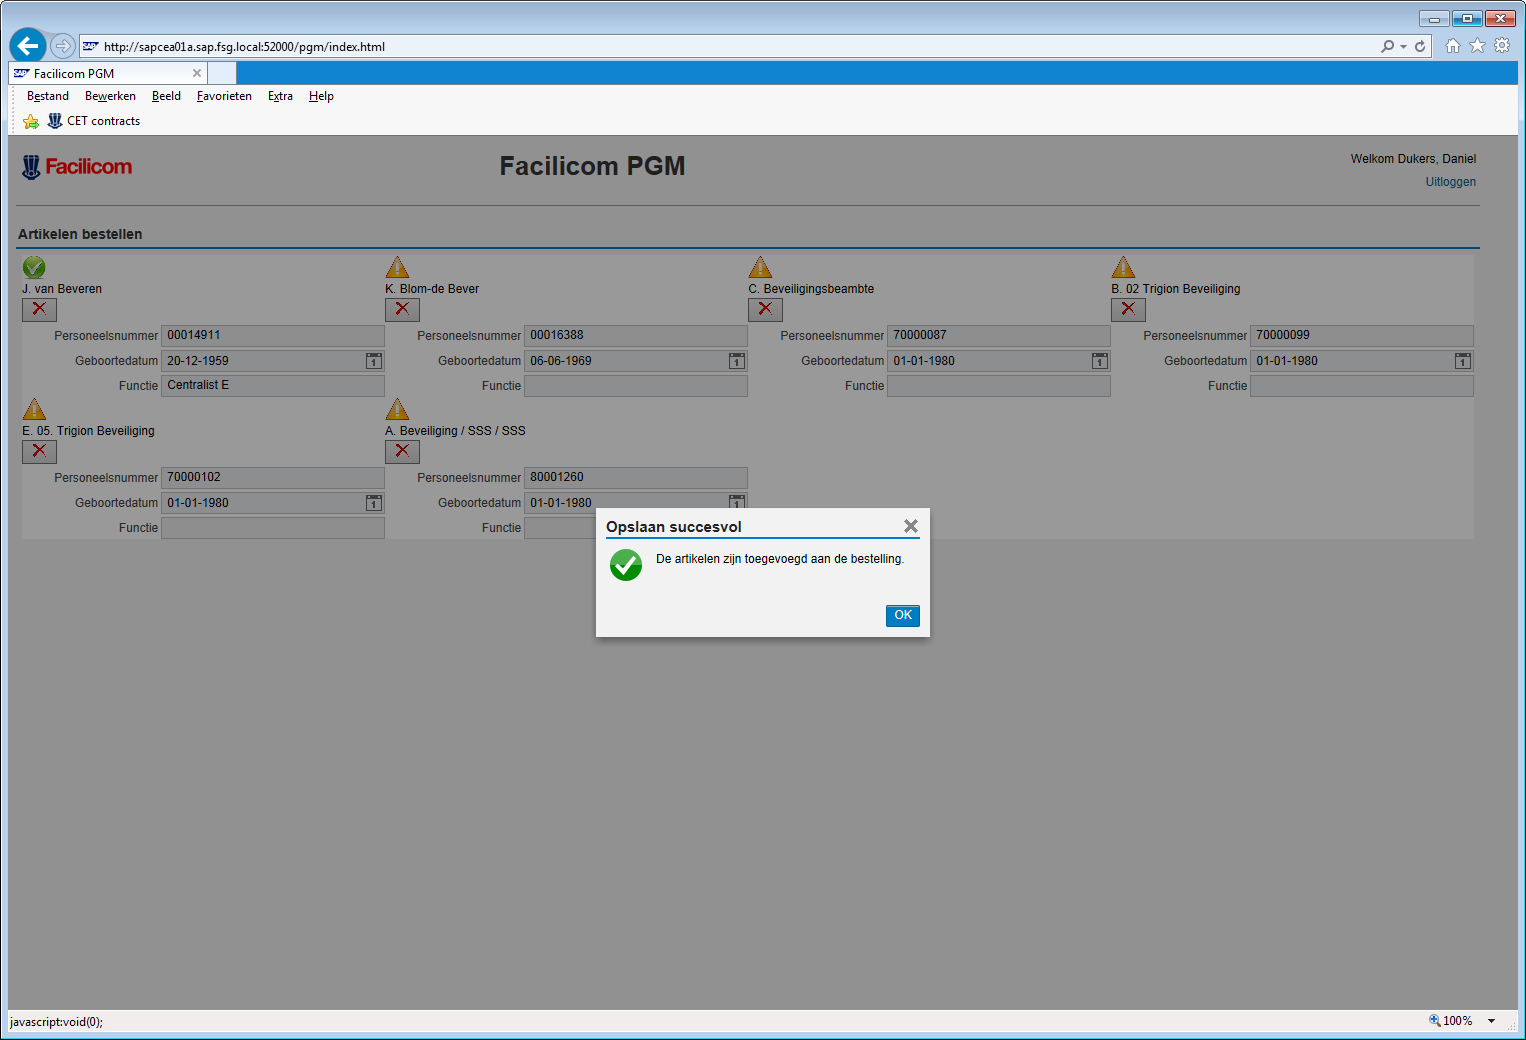 http://sapcea01a.sap.fsg.local:52000/pgm/index.html
Facilicom PGM
Bestand Bewerken Beeld Favorieten Extra Help
CET contracts
Facilicom
Facilicom PGM
Welkom Dukers, Daniel
Uitloggen
Artikelen bestellen
J. van Beveren
Personeelsnummer 00014911
Geboortedatum 20-12-1959
Functie Centralist E
K. Blom-de Bever
Personeelsnummer 00016388
Geboortedatum 06-06-1969
Functie
C. Beveiligingsbeambte
Personeelsnummer 70000087
Geboortedatum 01-01-1980
Functie
B. 02 Trigion Beveiliging
Personeelsnummer 70000099
Geboortedatum 01-01-1980
Functie
E. 05. Trigion Beveiliging
Personeelsnummer 70000102
Geboortedatum 01-01-1980
Functie
A. Beveiliging / SSS / SSS
Personeelsnummer 80001260
Geboortedatum 01-01-1980
Functie
Opslaan succesvol
De artikelen zijn toegevoegd aan de bestelling.
OK
javascript:void(0);
100%